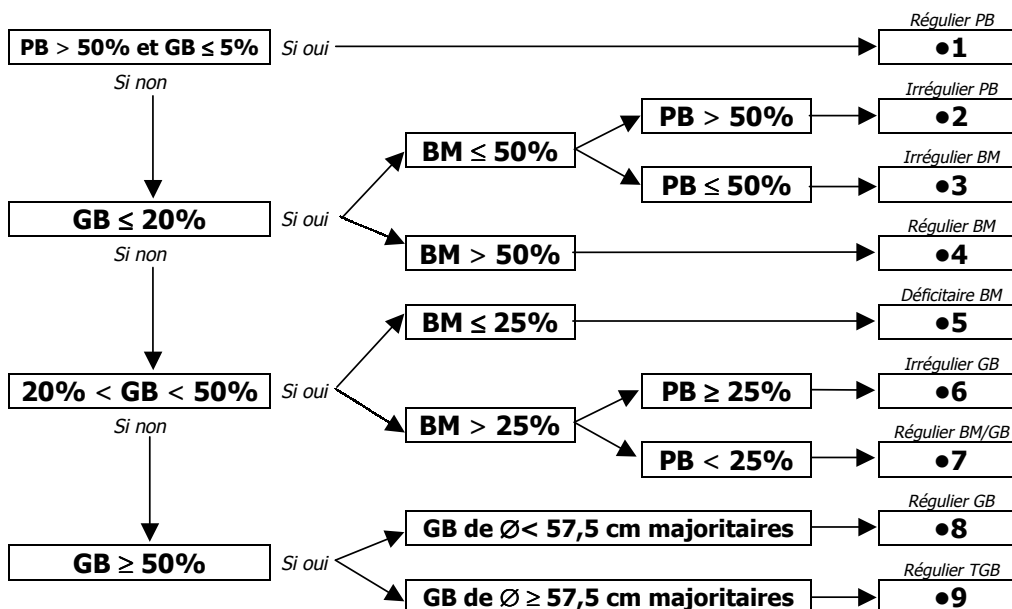 Régulier PB
PB > 50% et GB ≤ 5% Si oui ●1
Si non
Irrégulier PB
PB > 50% ●2
BM ≤ 50%
Irrégulier BM
PB ≤ 50% ●3
GB ≤ 20% Si oui
Régulier BM
BM > 50% ●4
Si non
Déficitaire BM
BM ≤ 25% ●5
Irrégulier GB
20% < GB < 50% Si oui PB ≥ 25% ●6
BM > 25%
Si non
Régulier BM/GB
PB < 25% ●7
Régulier GB
GB de Ø< 57,5 cm majoritaires ●8
GB ≥ 50% Si oui
Régulier TGB
GB de Ø ≥ 57,5 cm majoritaires ●9